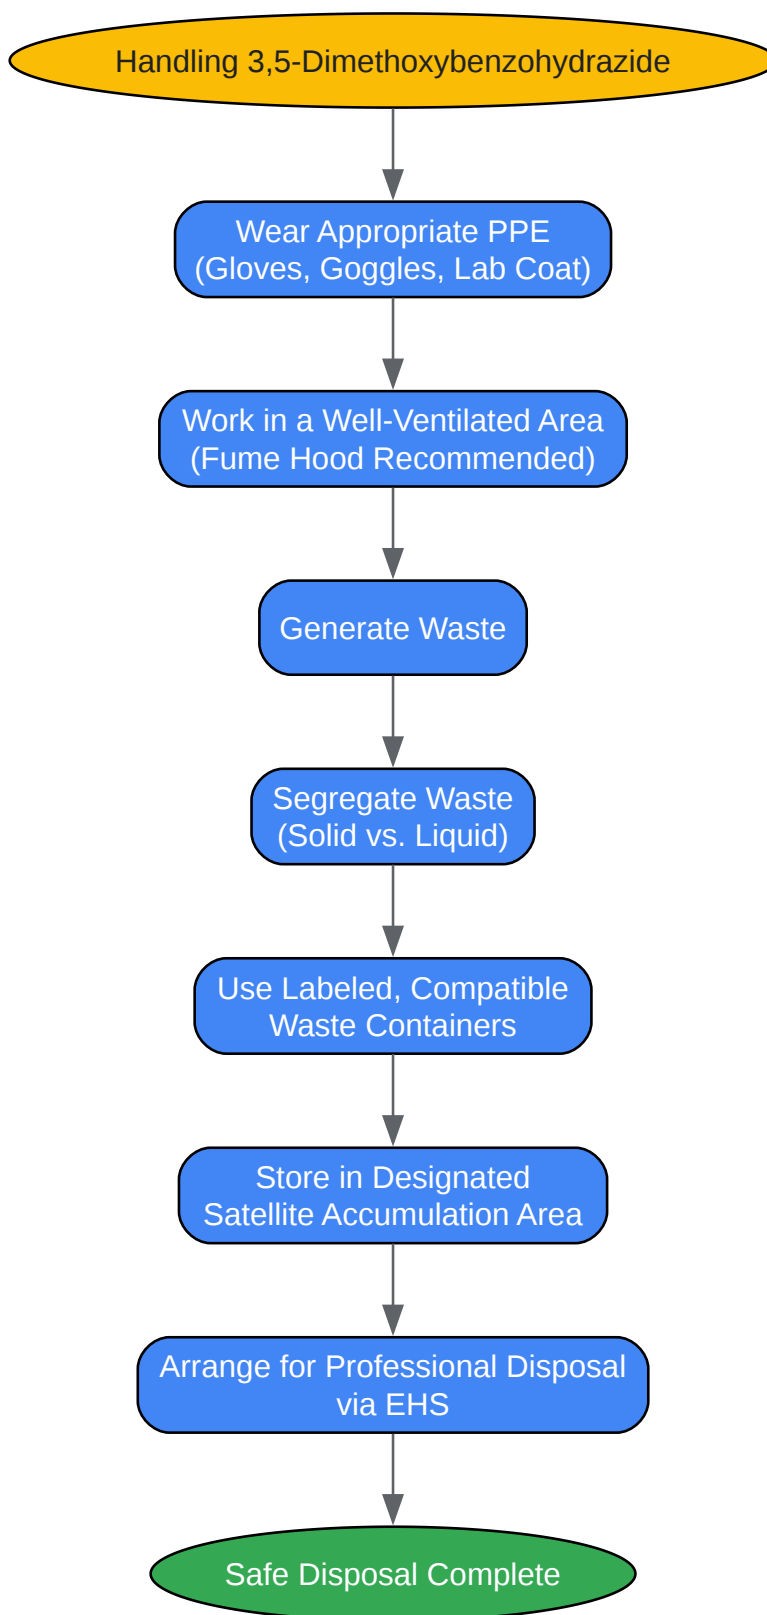 Handling 3,5-Dimethoxybenzohydrazide
Wear Appropriate PPE
(Gloves, Goggles, Lab Coat)
Work in a Well-Ventilated Area
(Fume Hood Recommended)
Generate Waste
Segregate Waste
(Solid vs. Liquid)
Use Labeled, Compatible
Waste Containers
Store in Designated
Satellite Accumulation Area
Arrange for Professional Disposal
via EHS
Safe Disposal Complete